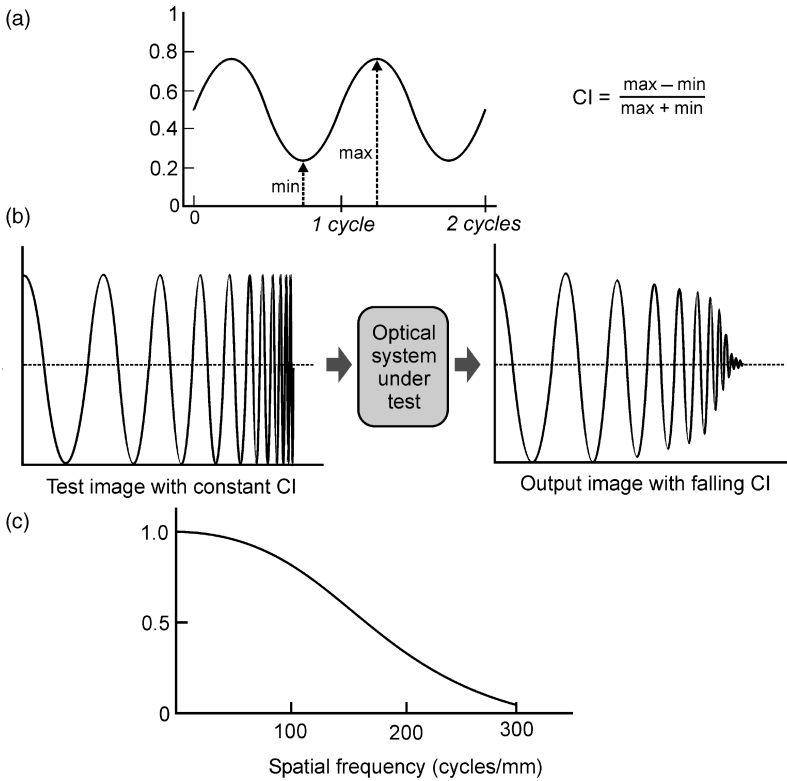 (a)
1
0.8
0.6
0.4
0.2
0
min
max
0
1 cycle
2 cycles
CI = max – min
max + min
(b)
Optical
system
under
test
Test image with constant CI
Output image with falling CI
(c)
1.0
0.5
0
100
200
300
Spatial frequency (cycles/mm)